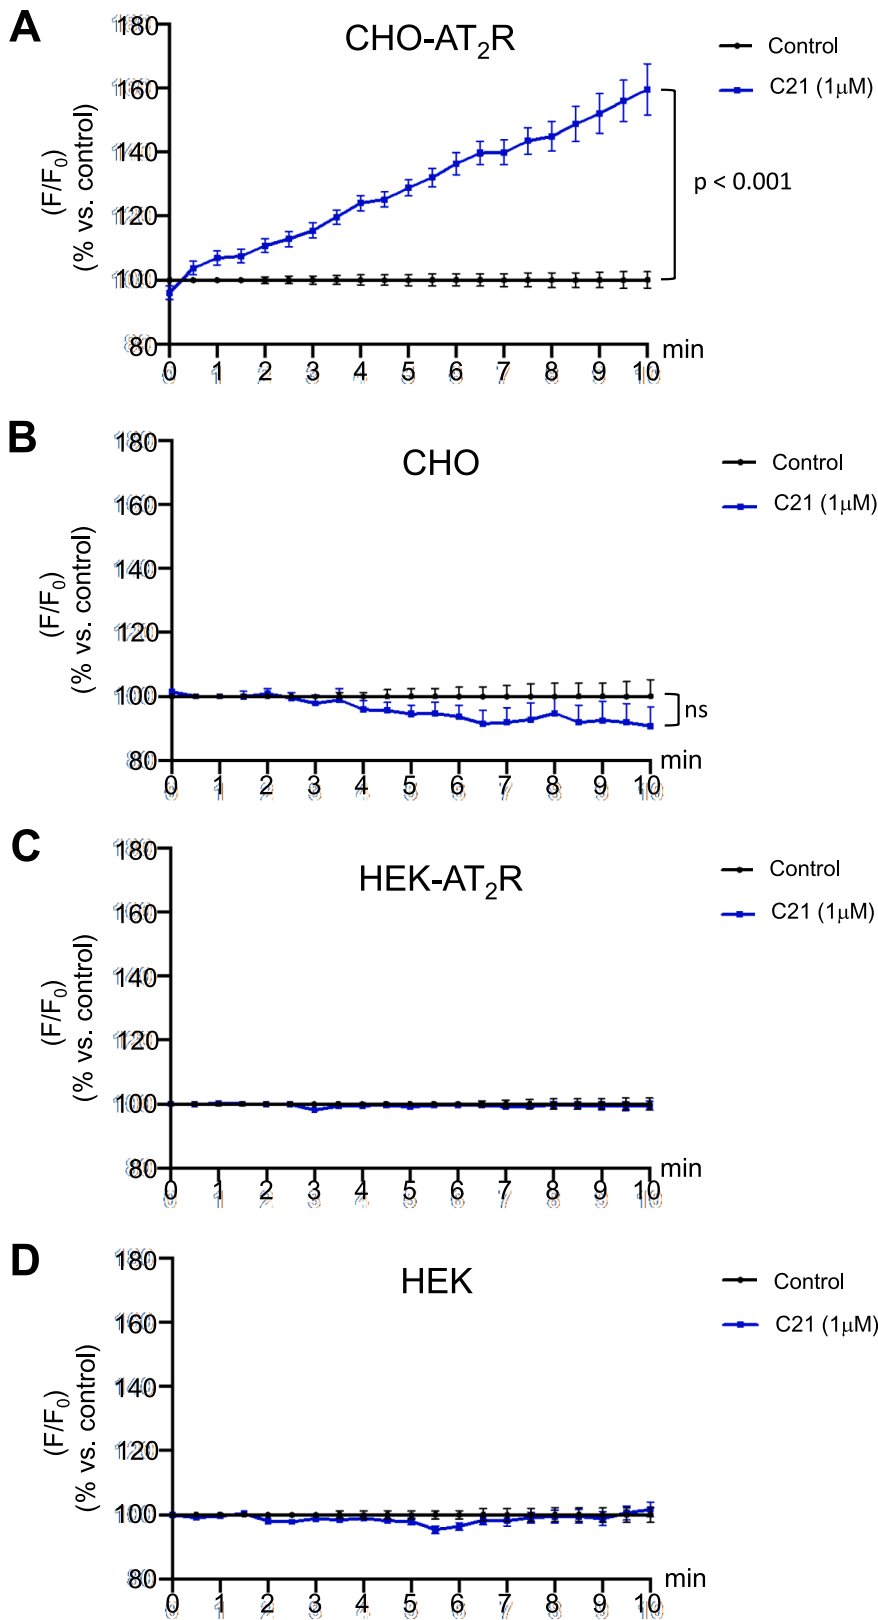 A
CHO-AT₂R
Control
C21 (1μM)
(F/F₀)
(% vs. control)
180
160
140
120
100
80
p < 0.001
min
0 1 2 3 4 5 6 7 8 9 10
B
CHO
Control
C21 (1μM)
(F/F₀)
(% vs. control)
180
160
140
120
100
80
ns
min
0 1 2 3 4 5 6 7 8 9 10
C
HEK-AT₂R
Control
C21 (1μM)
(F/F₀)
(% vs. control)
180
160
140
120
100
80
min
0 1 2 3 4 5 6 7 8 9 10
D
HEK
Control
C21 (1μM)
(F/F₀)
(% vs. control)
180
160
140
120
100
80
min
0 1 2 3 4 5 6 7 8 9 10